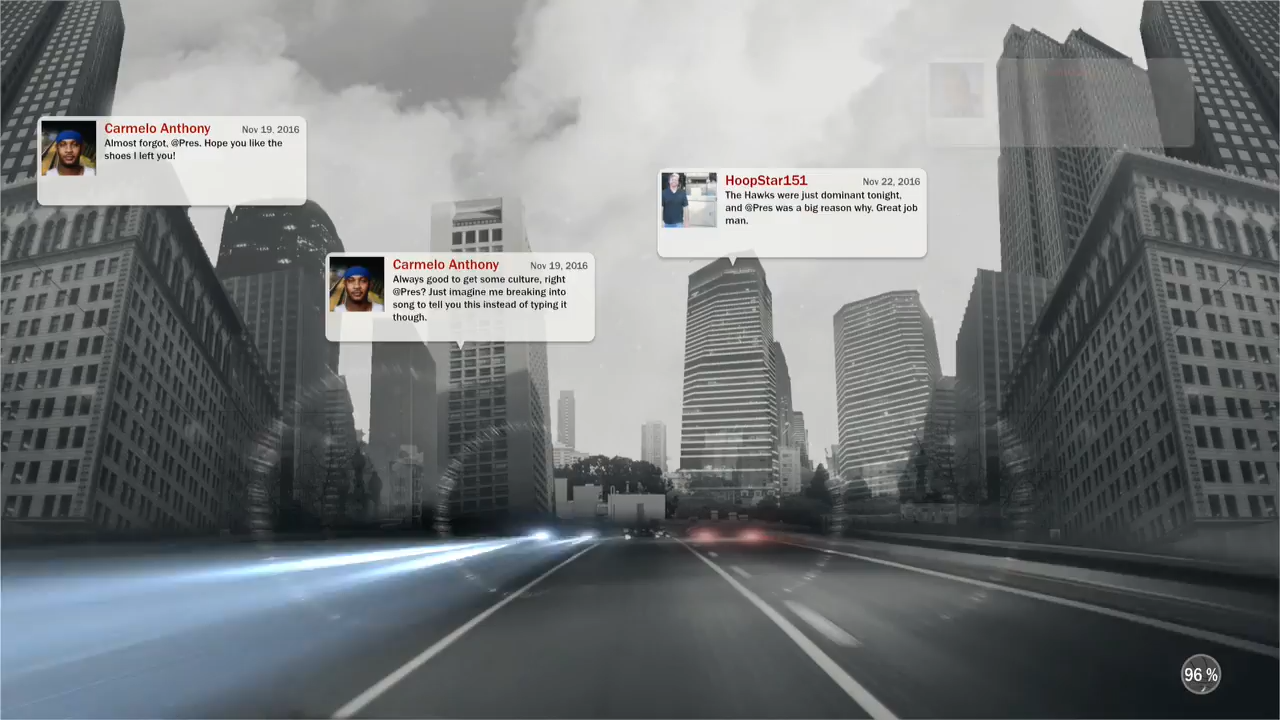 Carmelo Anthony Nov 19, 2016
Almost forgot, @Pres. Hope you like the
shoes I left you!
Carmelo Anthony Nov 19, 2016
Always good to get some culture, right
@Pres? Just imagine me breaking into
song to tell you this instead of typing it
though.
HoopStar151 Nov 22, 2016
The Hawks were just dominant tonight,
and @Pres was a big reason why. Great job
man.
96 %